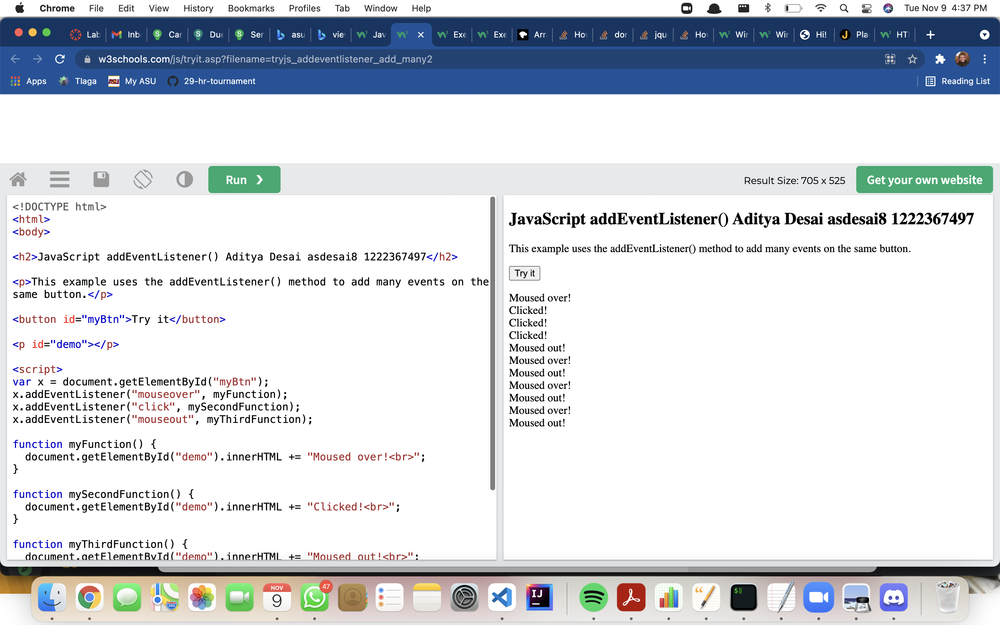 Chrome File Edit View History Bookmarks Profiles Tab Window Help Tue Nov 9 4:37 PM
Lab Inb Car Due Ser asu vie Jav Exe Exe Arr Ho dor jqu Ho Wir Wir Hi! Pla HT
w3schools.com/js/tryit.asp?filename=tryjs_addeventlistener_add_many2
Apps Tlaga My ASU 29-hr-tournament Reading List
Run ❯ Result Size: 705 x 525 Get your own website
<!DOCTYPE html>
<html>
<body>
<h2>JavaScript addEventListener() Aditya Desai asdesai8 1222367497</h2>
<p>This example uses the addEventListener() method to add many events on the
same button.</p>
<button id="myBtn">Try it</button>
<p id="demo"></p>
<script>
var x = document.getElementById("myBtn");
x.addEventListener("mouseover", myFunction);
x.addEventListener("click", mySecondFunction);
x.addEventListener("mouseout", myThirdFunction);
function myFunction() {
  document.getElementById("demo").innerHTML += "Moused over!<br>";
}
function mySecondFunction() {
  document.getElementById("demo").innerHTML += "Clicked!<br>";
}
function myThirdFunction() {
  document.getElementById("demo").innerHTML += "Moused out!<br>";
JavaScript addEventListener() Aditya Desai asdesai8 1222367497
This example uses the addEventListener() method to add many events on the same button.
Try it
Moused over!
Clicked!
Clicked!
Clicked!
Moused out!
Moused over!
Moused out!
Moused over!
Moused out!
Moused over!
Moused out!
280
NOV
9
47
IJ
$